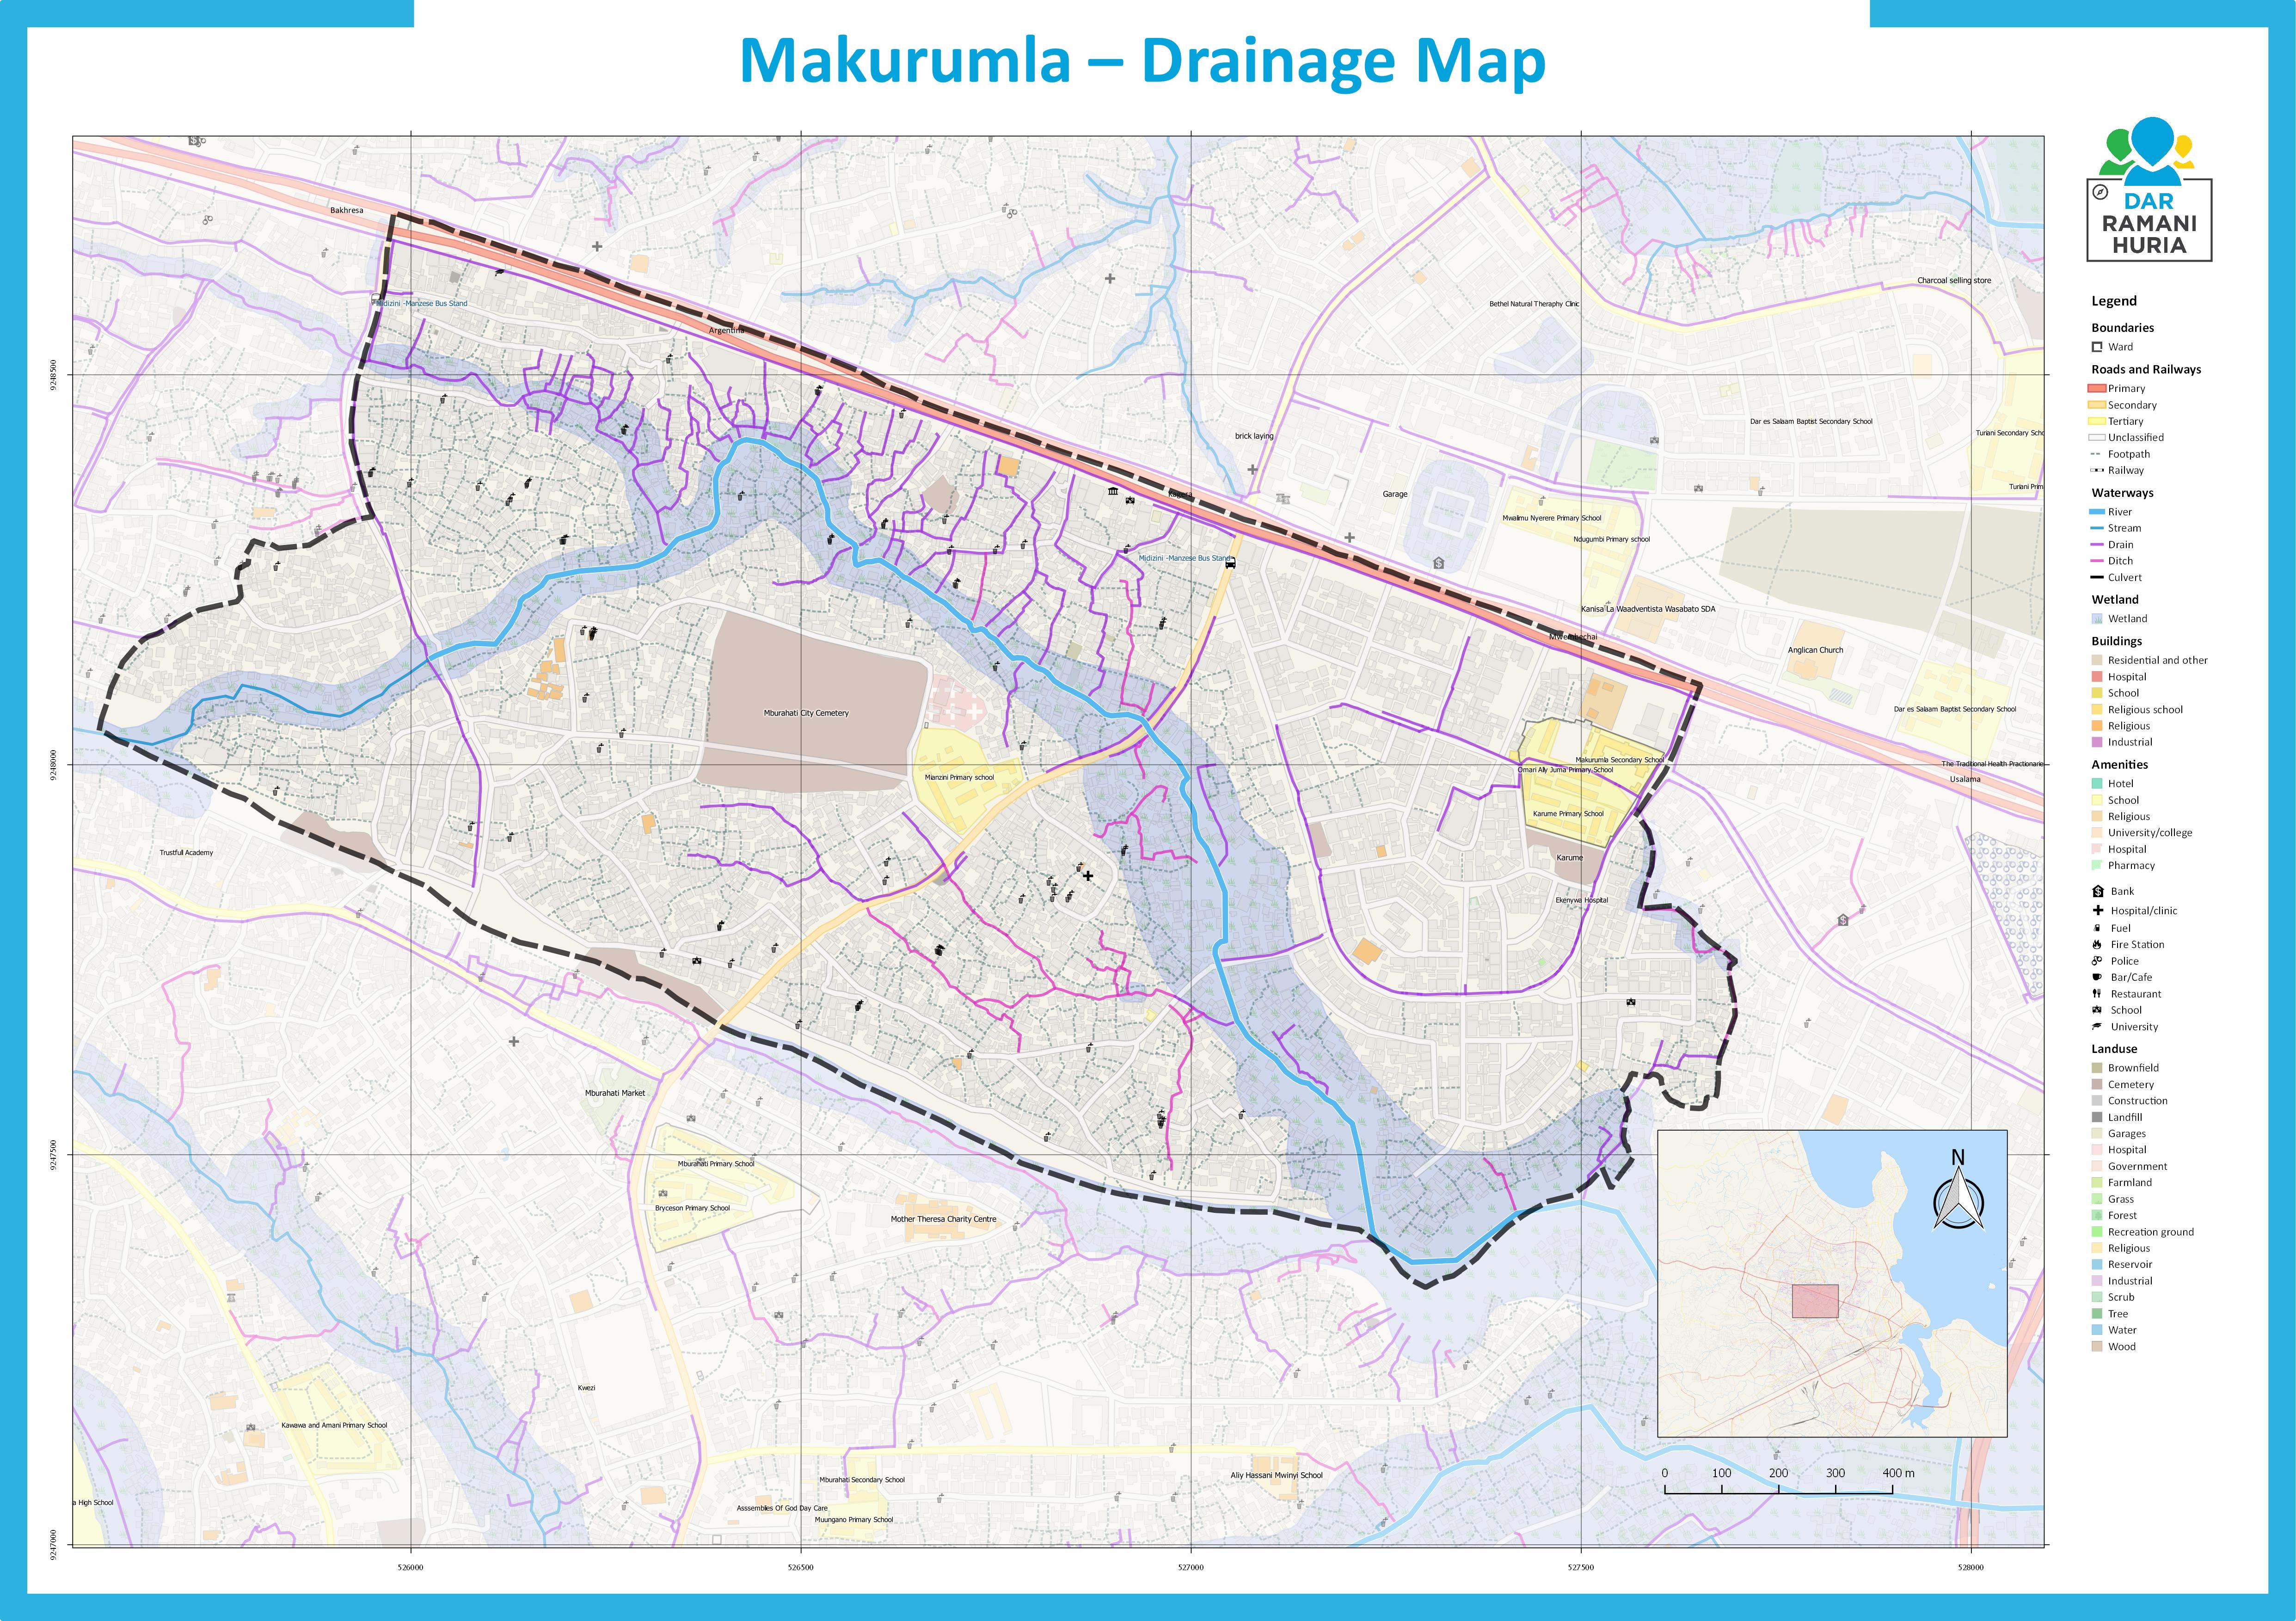 Makurumla – Drainage Map
DAR
RAMANI
HURIA
Legend
Boundaries
Ward
Roads and Railways
Primary
Secondary
Tertiary
Unclassified
Footpath
Railway
Waterways
River
Stream
Drain
Ditch
Culvert
Wetland
Wetland
Buildings
Residential and other
Hospital
School
Religious school
Religious
Industrial
Amenities
Hotel
School
Religious
University/college
Hospital
Pharmacy
Bank
Hospital/clinic
Fuel
Fire Station
Police
Bar/Cafe
Restaurant
School
University
Landuse
Brownfield
Cemetery
Construction
Landfill
Garages
Hospital
Government
Farmland
Grass
Forest
Recreation ground
Religious
Reservoir
Industrial
Scrub
Tree
Water
Wood
Bakhresa
Midizini -Manzese Bus Stand
Argentina
Charcoal selling store
Bethel Natural Theraphy Clinic
Dar es Salaam Baptist Secondary School
Turiani Secondary Scho
brick laying
Turiani Prim
Kagera
Garage
Mwalimu Nyerere Primary School
Ndugumbi Primary school
Midizini -Manzese Bus Stand
Kanisa La Waadventista Wasabato SDA
Mwembechai
Anglican Church
Dar es Salaam Baptist Secondary School
Mburahati City Cemetery
Makurumla Secondary School
Omari Ally Juma Primary School
The Traditional Health Practionarie
Usalama
Mianzini Primary school
Karume Primary School
Karume
Trustfull Academy
Ekenywa Hospital
Mburahati Market
Mburahati Primary School
Bryceson Primary School
Mother Theresa Charity Centre
Kwezi
Kawawa and Amani Primary School
Mburahati Secondary School
Aliy Hassani Mwinyi School
a High School
Asssemblies Of God Day Care
Muungano Primary School
N
0 100 200 300 400 m
9248500
9248000
9247500
9247000
526000 526500 527000 527500 528000